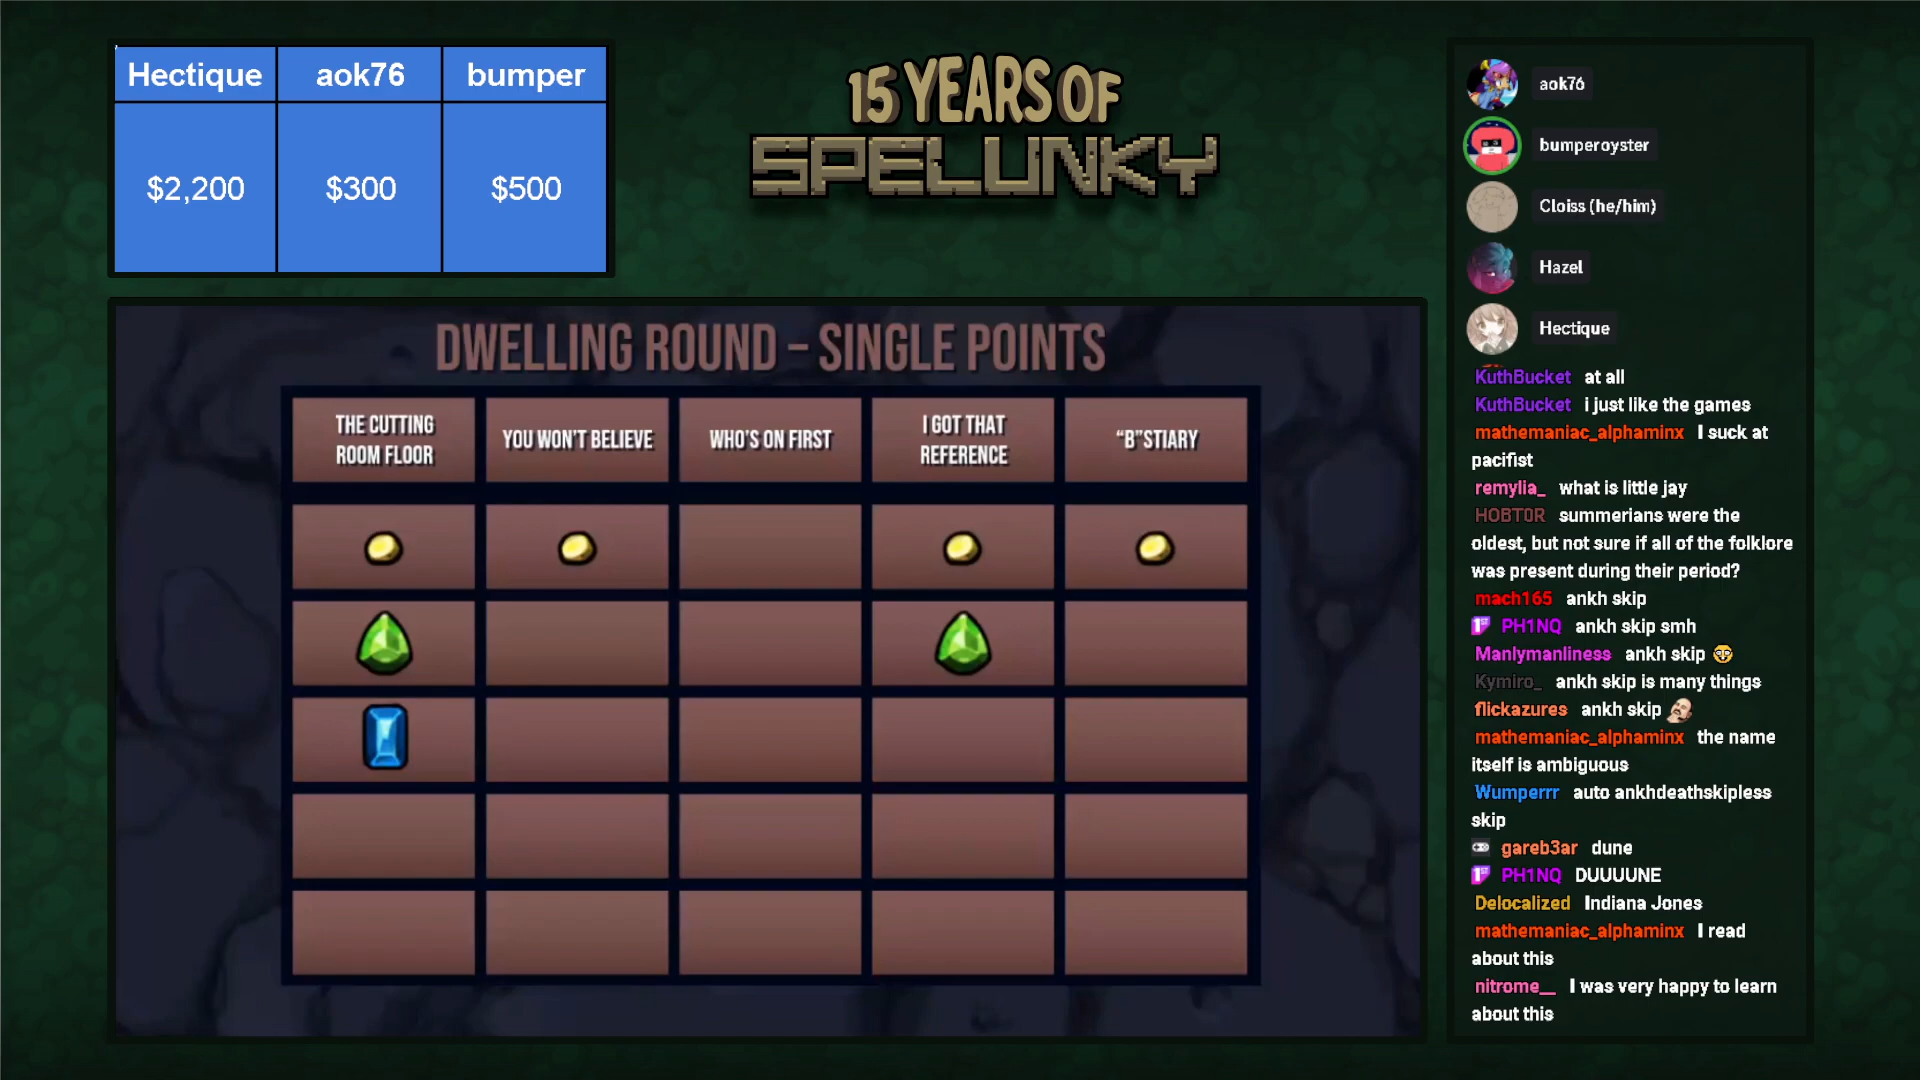 Hectique aok76 bumper
$2,200 $300 $500
15 YEARS OF
SPELUNKY
DWELLING ROUND – SINGLE POINTS
THE CUTTING
ROOM FLOOR
YOU WON'T BELIEVE
WHO'S ON FIRST
I GOT THAT
REFERENCE
“B”STIARY
aok76
bumperoyster
Cloiss (he/him)
Hazel
Hectique
KuthBucket at all
KuthBucket i just like the games
mathemaniac_alphaminx I suck at
pacifist
remylia_ what is little jay
HOBT0R summerians were the
oldest, but not sure if all of the folklore
was present during their period?
mach165 ankh skip
PH1NQ ankh skip smh
Manlymanliness ankh skip
Kymiro_ ankh skip is many things
flickazures ankh skip
mathemaniac_alphaminx the name
itself is ambiguous
Wumperrr auto ankhdeathskipless
skip
gareb3ar dune
PH1NQ DUUUUNE
Delocalized Indiana Jones
mathemaniac_alphaminx I read
about this
nitrome__ I was very happy to learn
about this